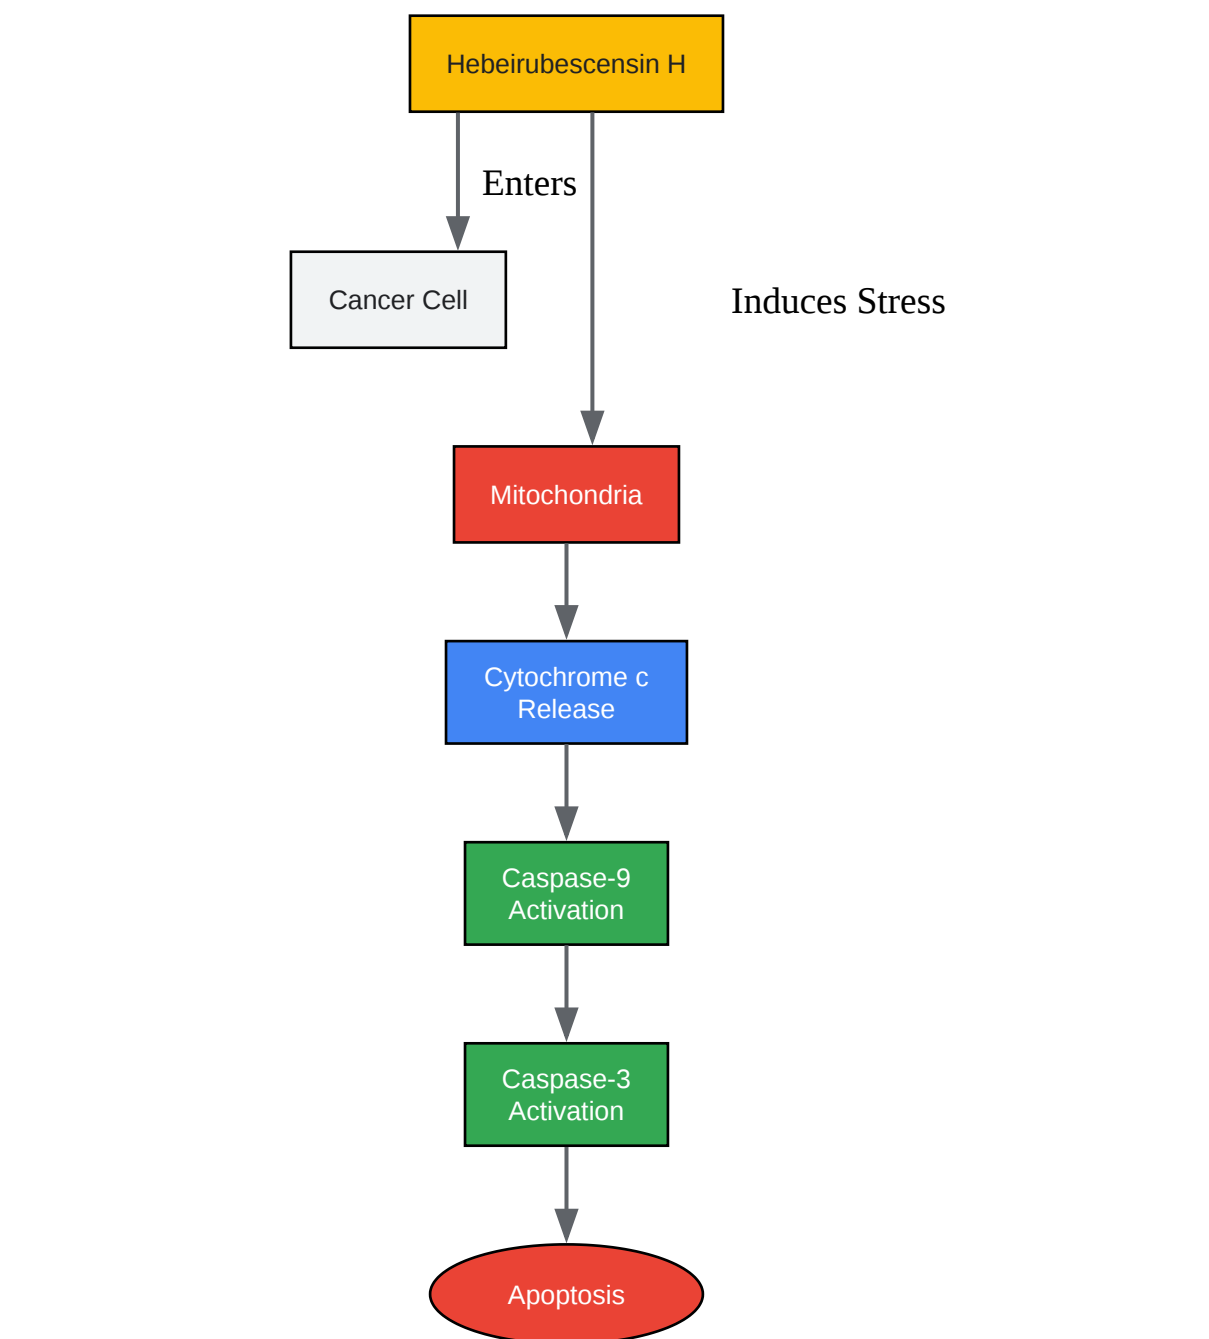 Hebeirubescensin H
Enters
Cancer Cell
Induces Stress
Mitochondria
Cytochrome c
Release
Caspase-9
Activation
Caspase-3
Activation
Apoptosis